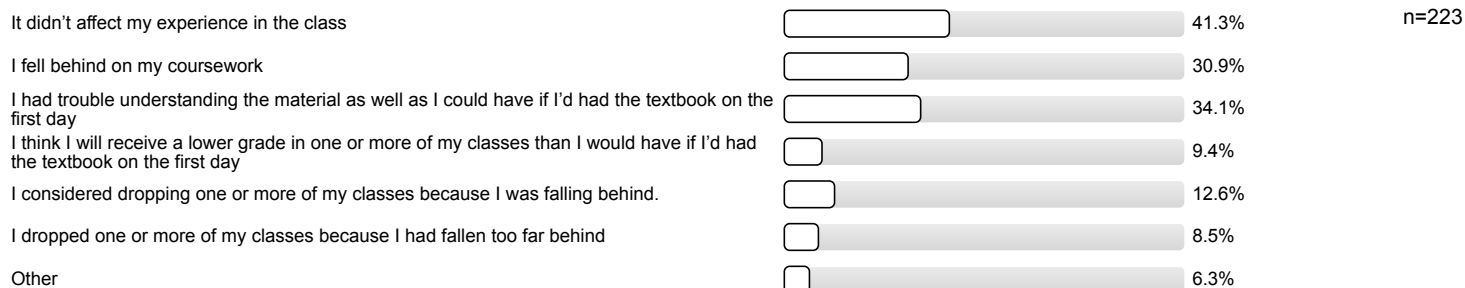 It didn't affect my experience in the class 41.3% n=223
I fell behind on my coursework 30.9%
I had trouble understanding the material as well as I could have if I'd had the textbook on the
first day 34.1%
I think I will receive a lower grade in one or more of my classes than I would have if I'd had
the textbook on the first day 9.4%
I considered dropping one or more of my classes because I was falling behind. 12.6%
I dropped one or more of my classes because I had fallen too far behind 8.5%
Other 6.3%